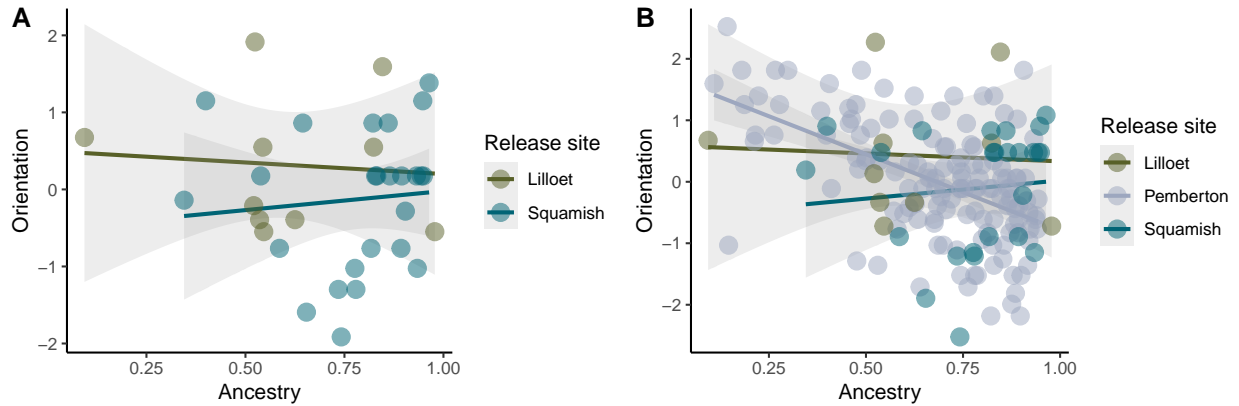 A
Orientation
2
1
0
−1
−2
0.25
0.50
0.75
1.00
Ancestry
Release site
Lilloet
Squamish
B
Orientation
2
1
0
−1
−2
0.25
0.50
0.75
1.00
Ancestry
Release site
Lilloet
Pemberton
Squamish